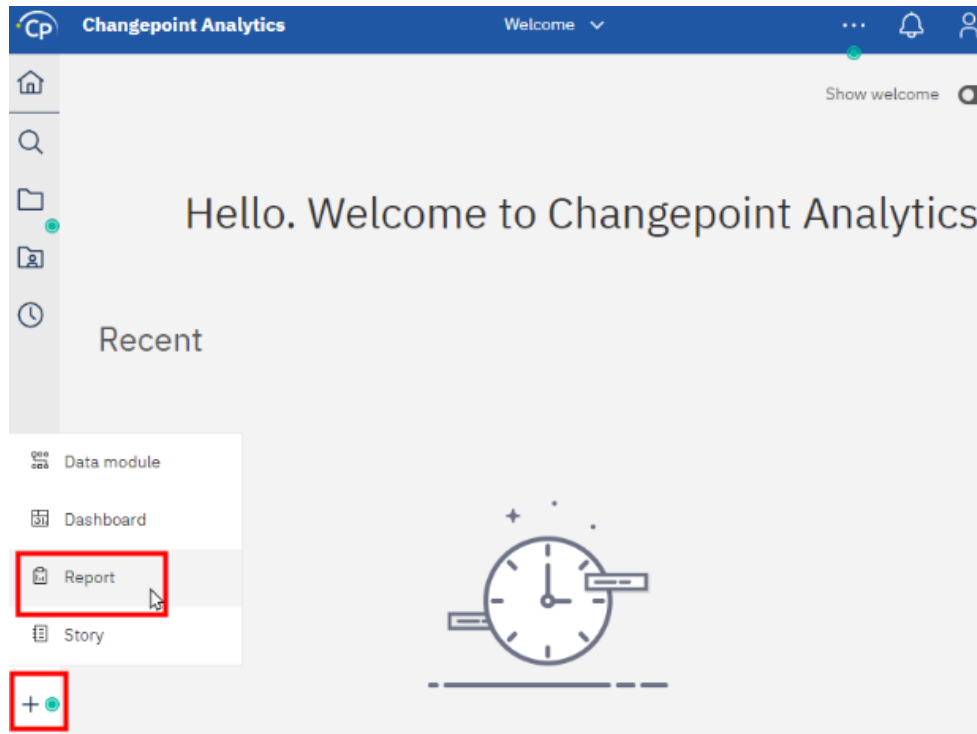 Cp Changepoint Analytics Welcome
Show welcome
Hello. Welcome to Changepoint Analytics
Recent
Data module
Dashboard
Report
Story